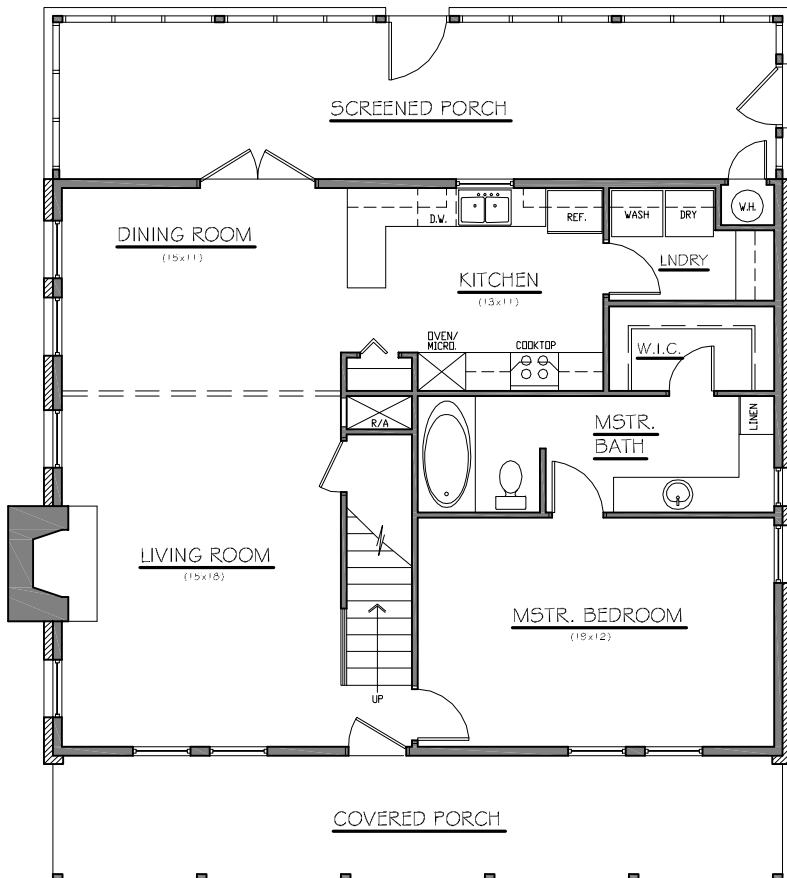 SCREENED PORCH
W.H.
D.W.
REF.
WASH
DRY
DINING ROOM
(15x11)
KITCHEN
(13x11)
LNDRY
OVEN/
MICRO.
COOKTOP
W.I.C.
R/A
MSTR.
BATH
LINEN
LIVING ROOM
(15x18)
MSTR. BEDROOM
(19x12)
UP
COVERED PORCH